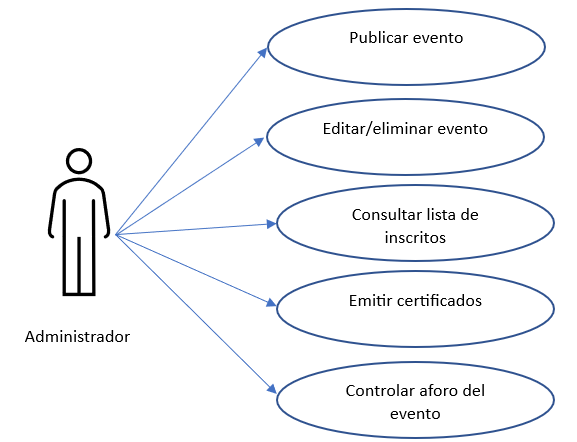 Publicar evento
Editar/eliminar evento
Consultar lista de
inscritos
Emitir certificados
Administrador
Controlar aforo del
evento